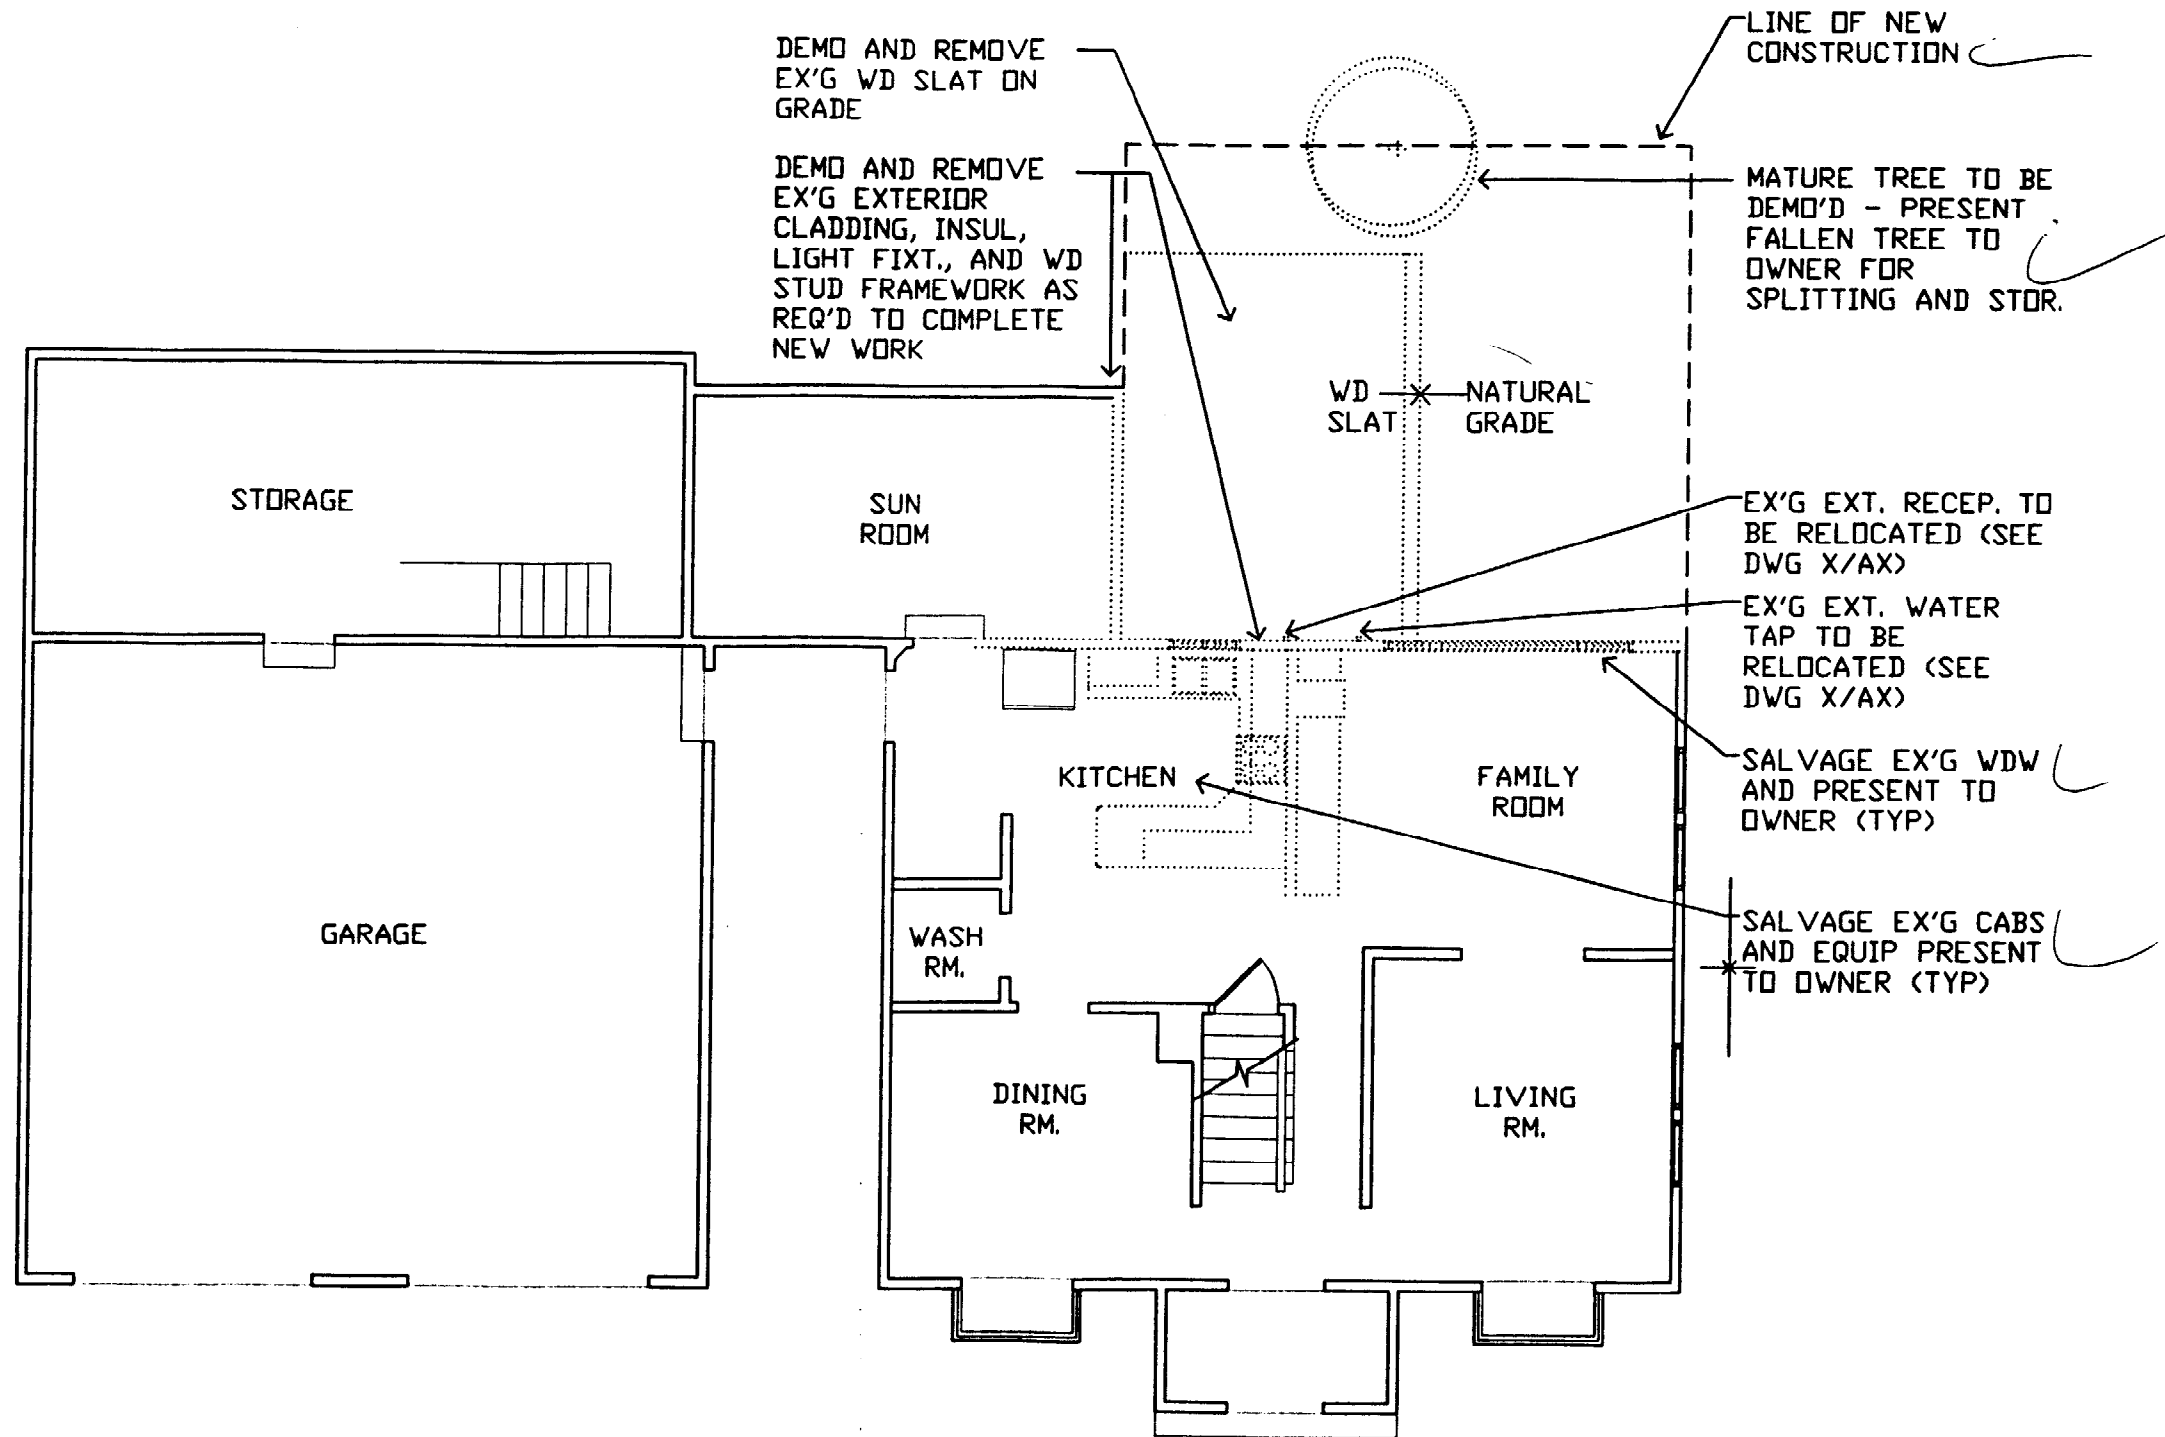 DEMO AND REMOVE
EX'G WD SLAT ON
GRADE
DEMO AND REMOVE
EX'G EXTERIOR
CLADDING, INSUL,
LIGHT FIXT., AND WD
STUD FRAMEWORK AS
REQ'D TO COMPLETE
NEW WORK
LINE OF NEW
CONSTRUCTION
MATURE TREE TO BE
DEMO'D - PRESENT
FALLEN TREE TO
OWNER FOR
SPLITTING AND STOR.
WD
SLAT
NATURAL
GRADE
STORAGE
SUN
ROOM
EX'G EXT. RECEP. TO
BE RELOCATED (SEE
DWG X/AX)
EX'G EXT. WATER
TAP TO BE
RELOCATED (SEE
DWG X/AX)
KITCHEN
FAMILY
ROOM
SALVAGE EX'G WDW
AND PRESENT TO
OWNER (TYP)
GARAGE
WASH
RM.
SALVAGE EX'G CABS
AND EQUIP PRESENT
TO OWNER (TYP)
DINING
RM.
LIVING
RM.